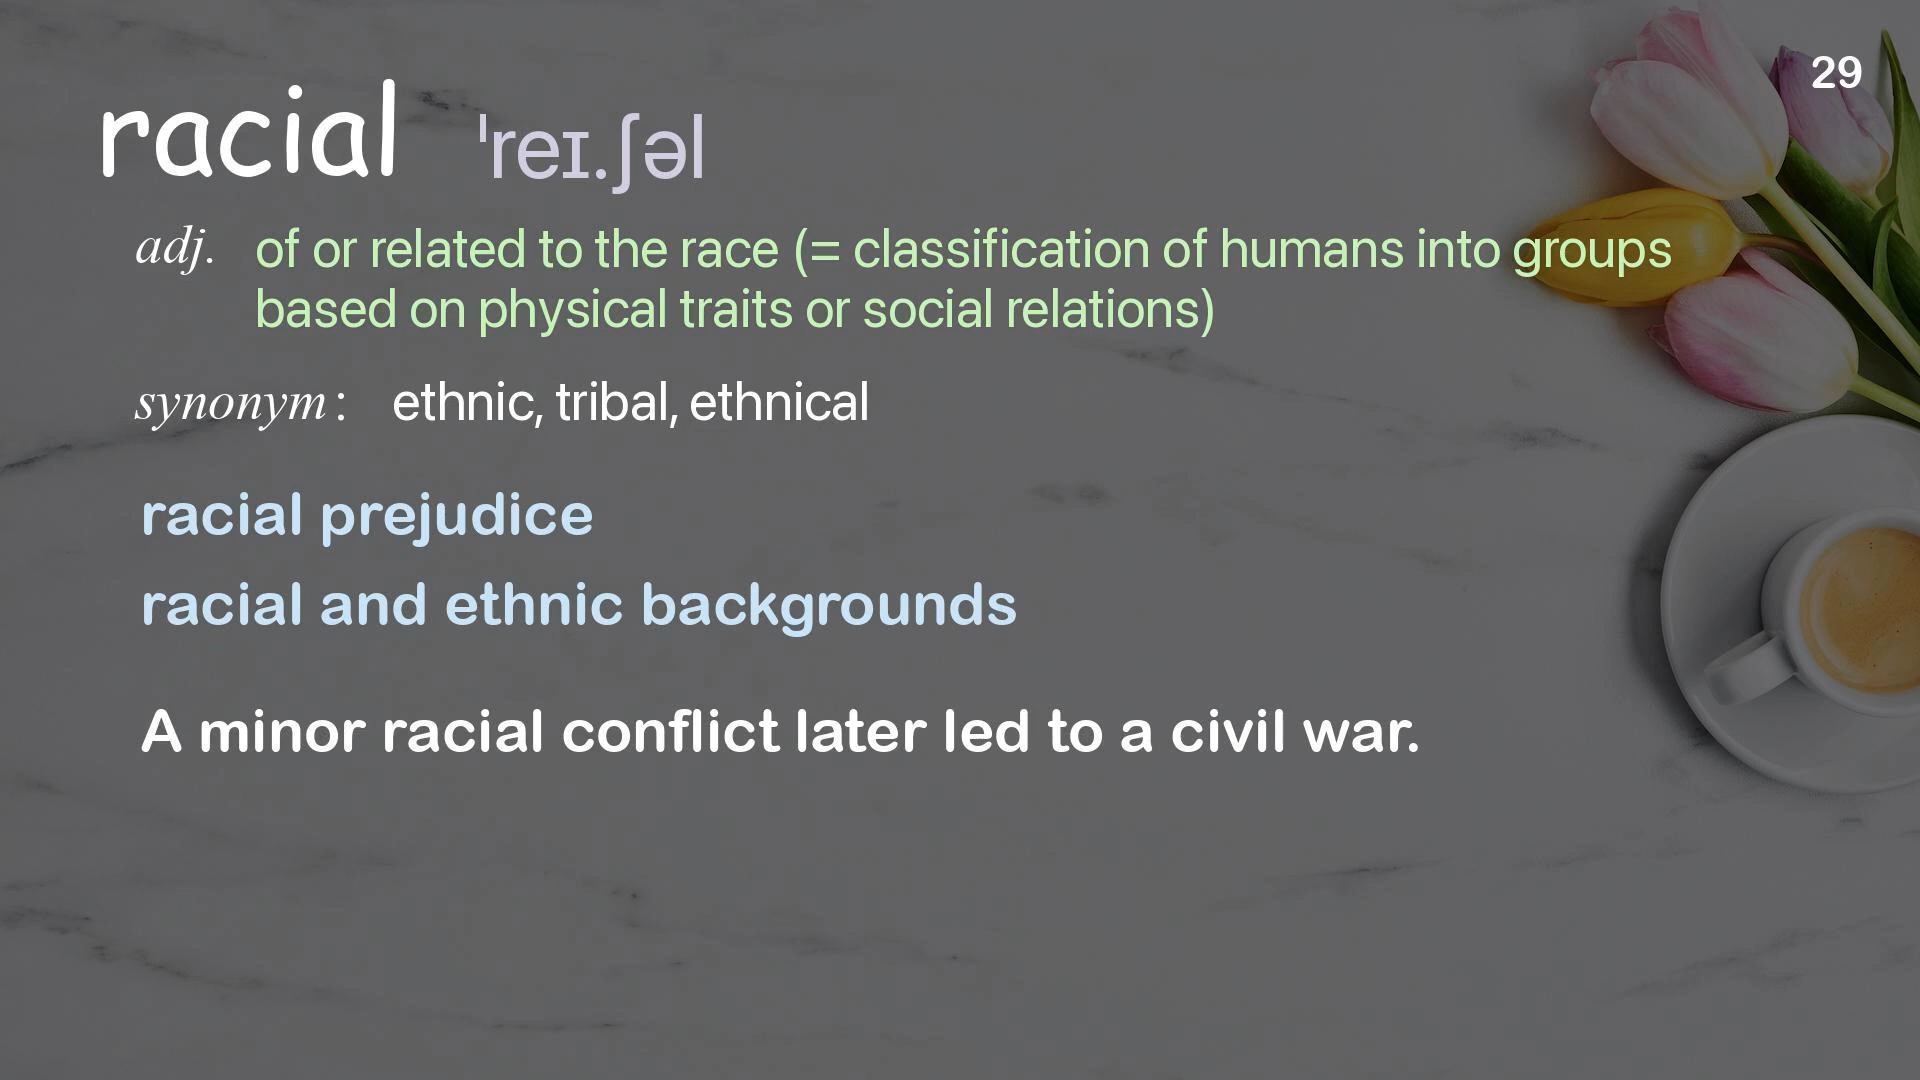 29
racial ˈreɪ.ʃəl
adj. of or related to the race (= classification of humans into groups
based on physical traits or social relations)
synonym : ethnic, tribal, ethnical
racial prejudice
racial and ethnic backgrounds
A minor racial conflict later led to a civil war.